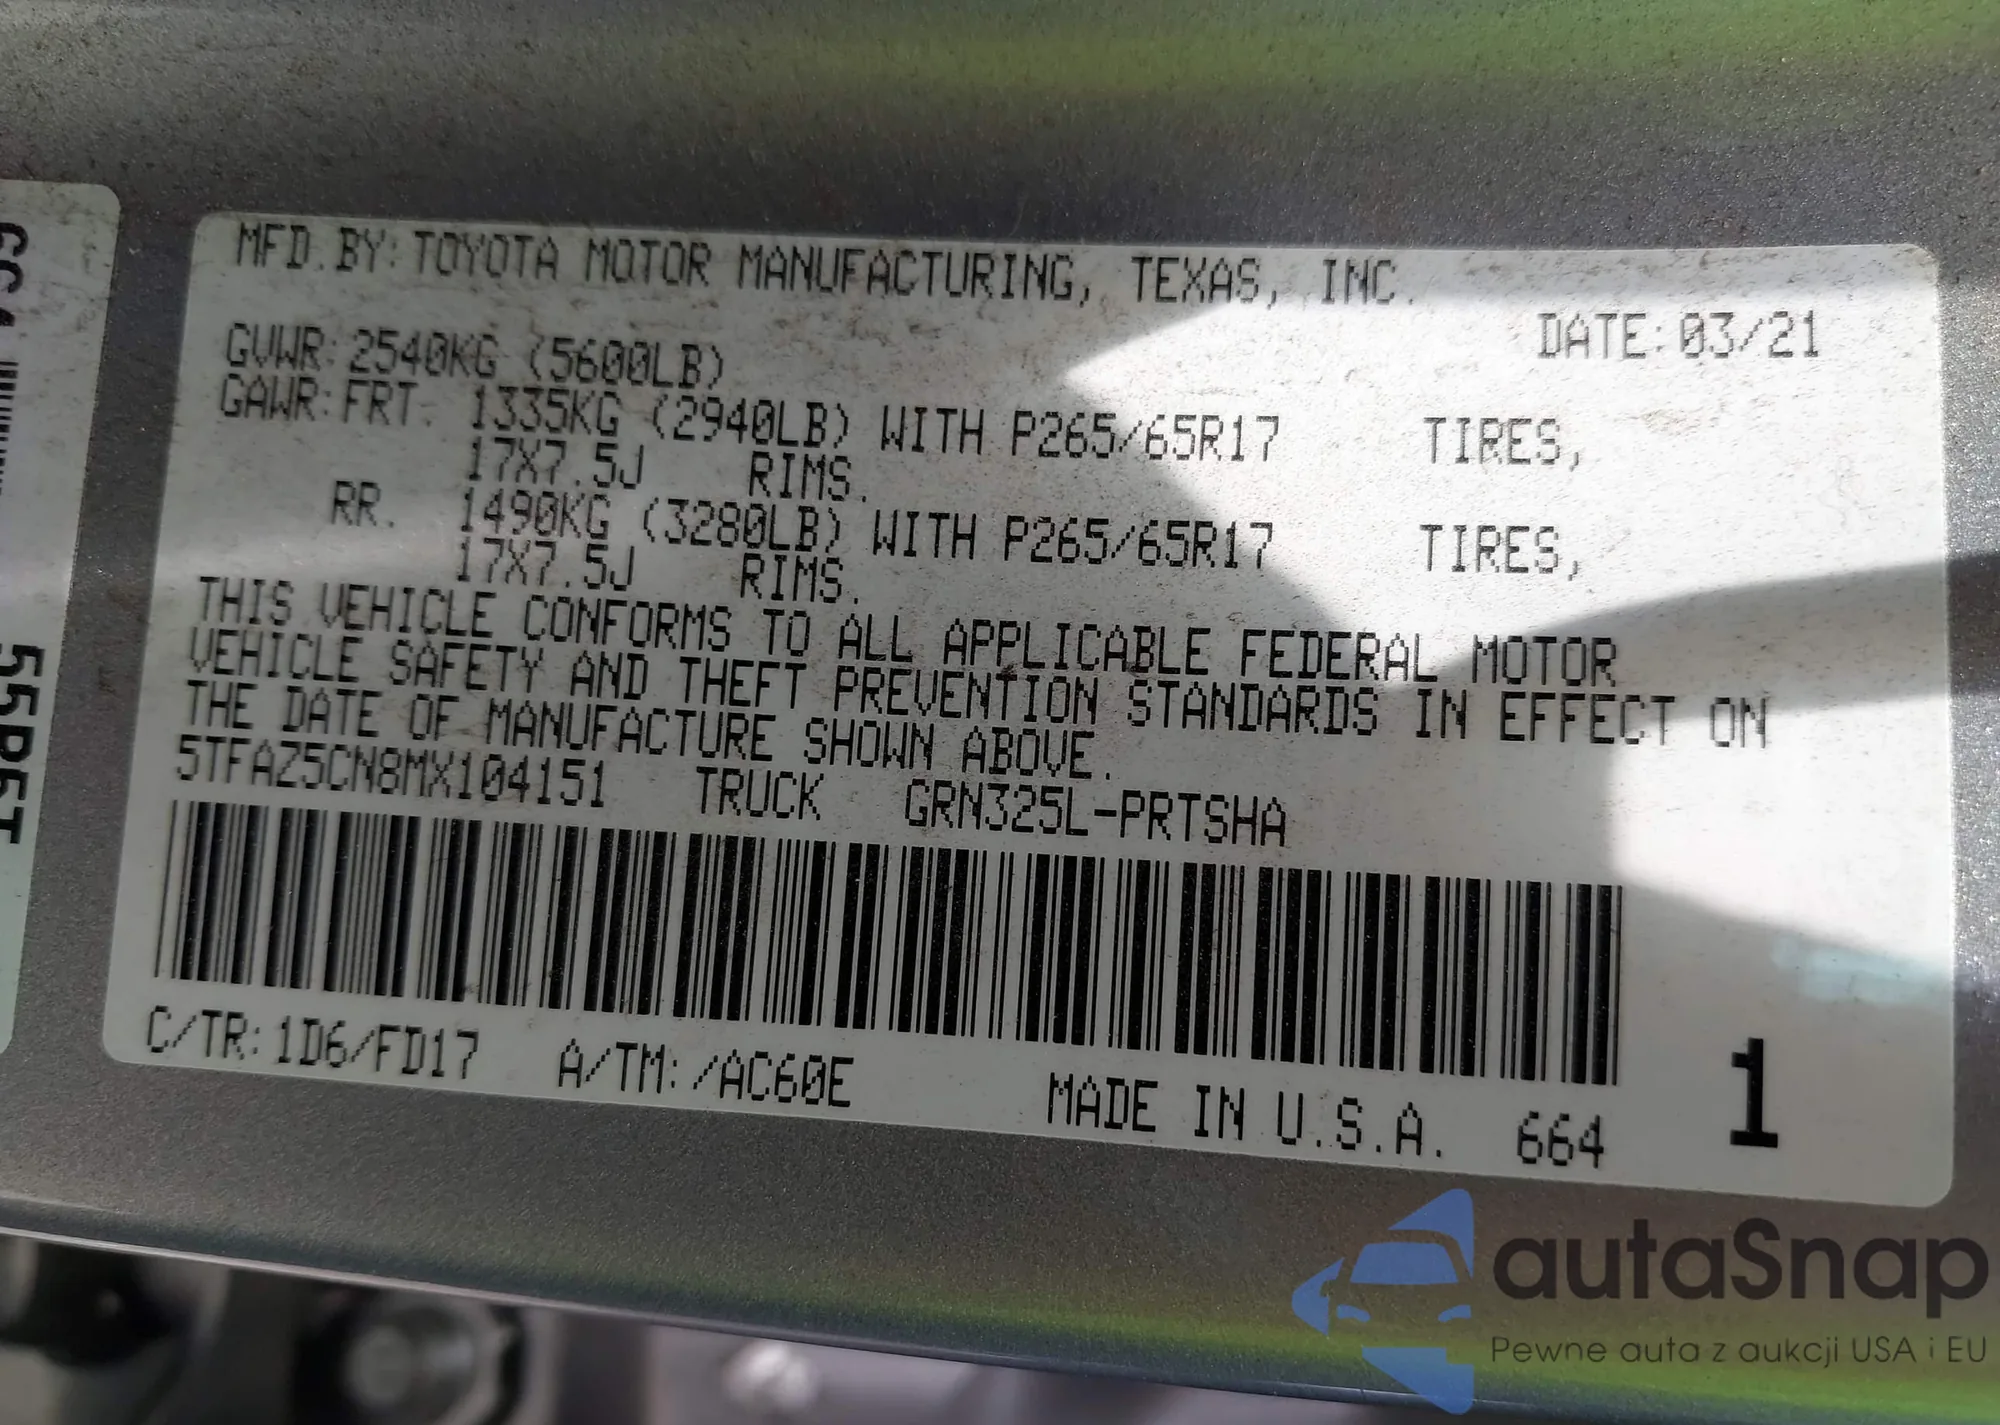 MFD. BY: TOYOTA MOTOR MANUFACTURING, TEXAS, INC.
DATE: 03/21
GVWR: 2540KG (5600LB)
GAWR: FRT. 1335KG (2940LB) WITH P265/65R17 TIRES,
17X7.5J RIMS.
RR. 1490KG (3280LB) WITH P265/65R17 TIRES,
17X7.5J RIMS.
THIS VEHICLE CONFORMS TO ALL APPLICABLE FEDERAL MOTOR
VEHICLE SAFETY AND THEFT PREVENTION STANDARDS IN EFFECT ON
THE DATE OF MANUFACTURE SHOWN ABOVE.
5TFAZ5CN8MX104151 TRUCK GRN325L-PRTSHA
C/TR: 1D6/FD17 A/TM: /AC60E MADE IN U.S.A. 664 1
autaSnap
Pewne auta z aukcji USA i EU